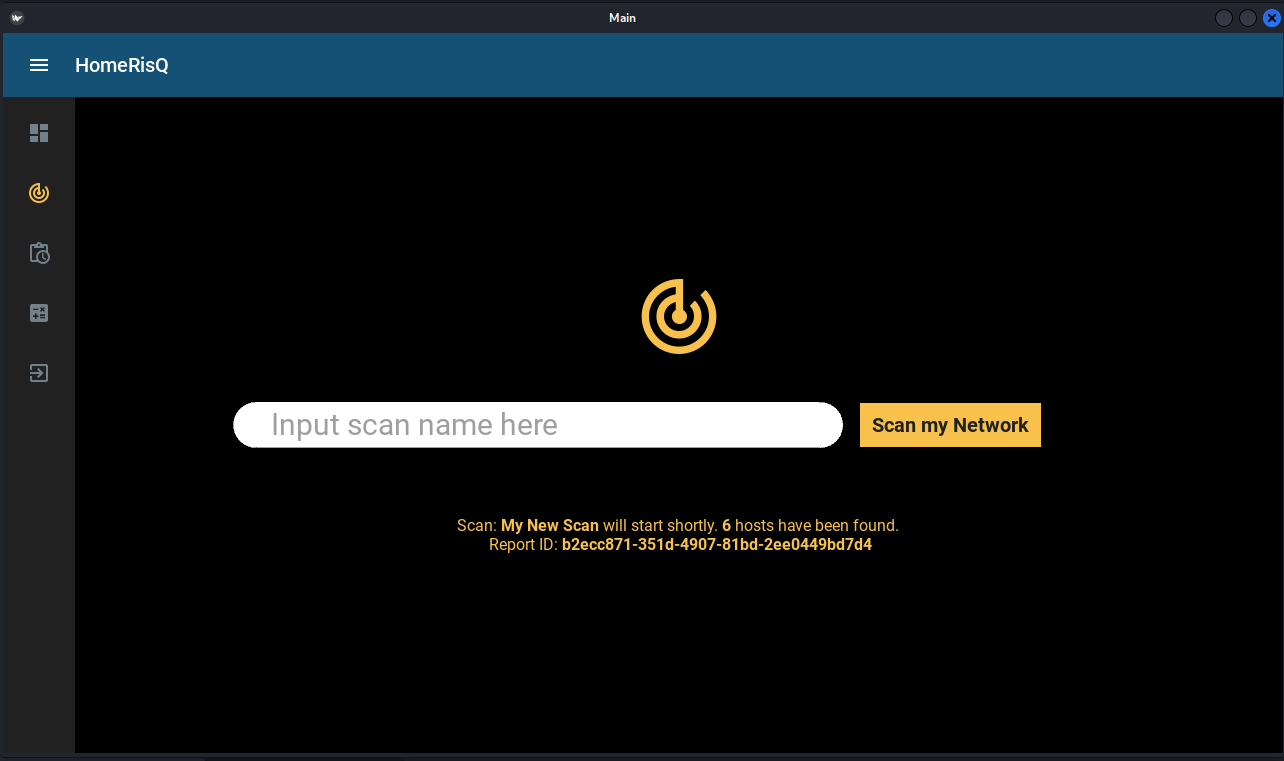 Main
HomeRisQ
Input scan name here
Scan my Network
Scan: My New Scan will start shortly. 6 hosts have been found.
Report ID: b2ecc871-351d-4907-81bd-2ee0449bd7d4